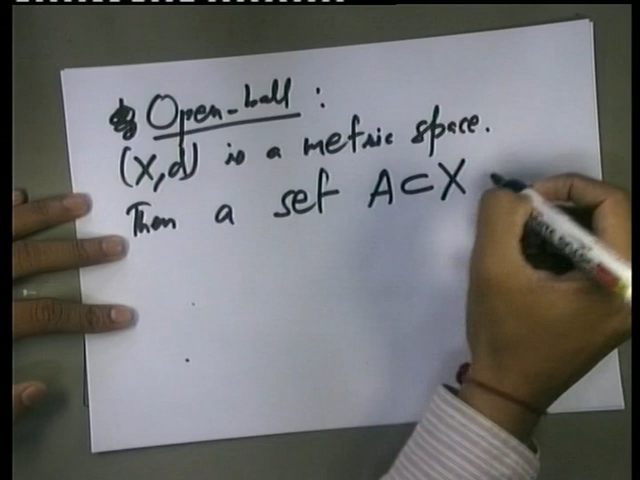 Open-ball :
(X,d) is a metric space.
Then a set A⊂X